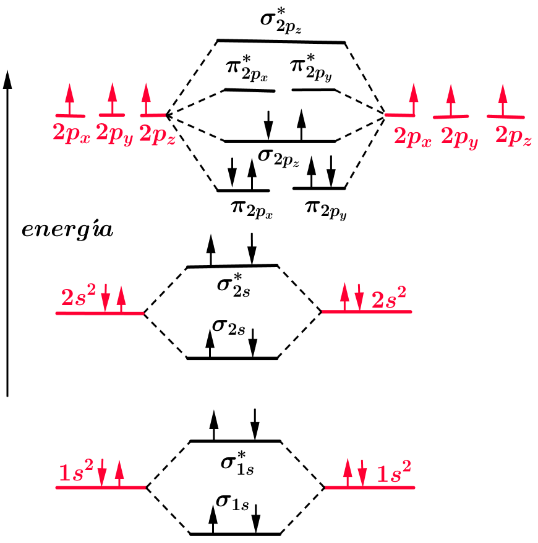 σ*2pz
π*2px π*2py
2px 2py 2pz
σ2pz
2px 2py 2pz
π2px π2py
energía
σ*2s
2s² 2s²
σ2s
σ*1s
1s² 1s²
σ1s